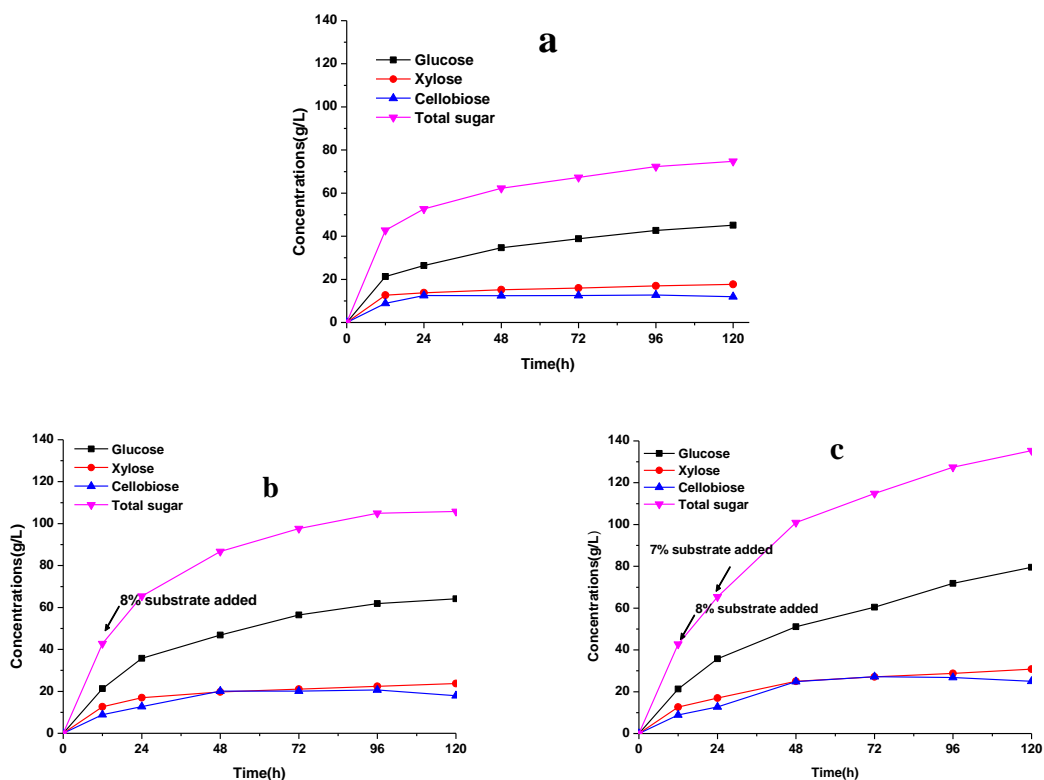 a
140
120
100
80
60
40
20
0
Concentrations(g/L)
Glucose
Xylose
Cellobiose
Total sugar
0 24 48 72 96 120
Time(h)
b
140
120
100
80
60
40
20
0
Concentrations(g/L)
Glucose
Xylose
Cellobiose
Total sugar
8% substrate added
0 24 48 72 96 120
Time(h)
c
140
120
100
80
60
40
20
0
Concentrations(g/L)
Glucose
Xylose
Cellobiose
Total sugar
7% substrate added
8% substrate added
0 24 48 72 96 120
Time(h)